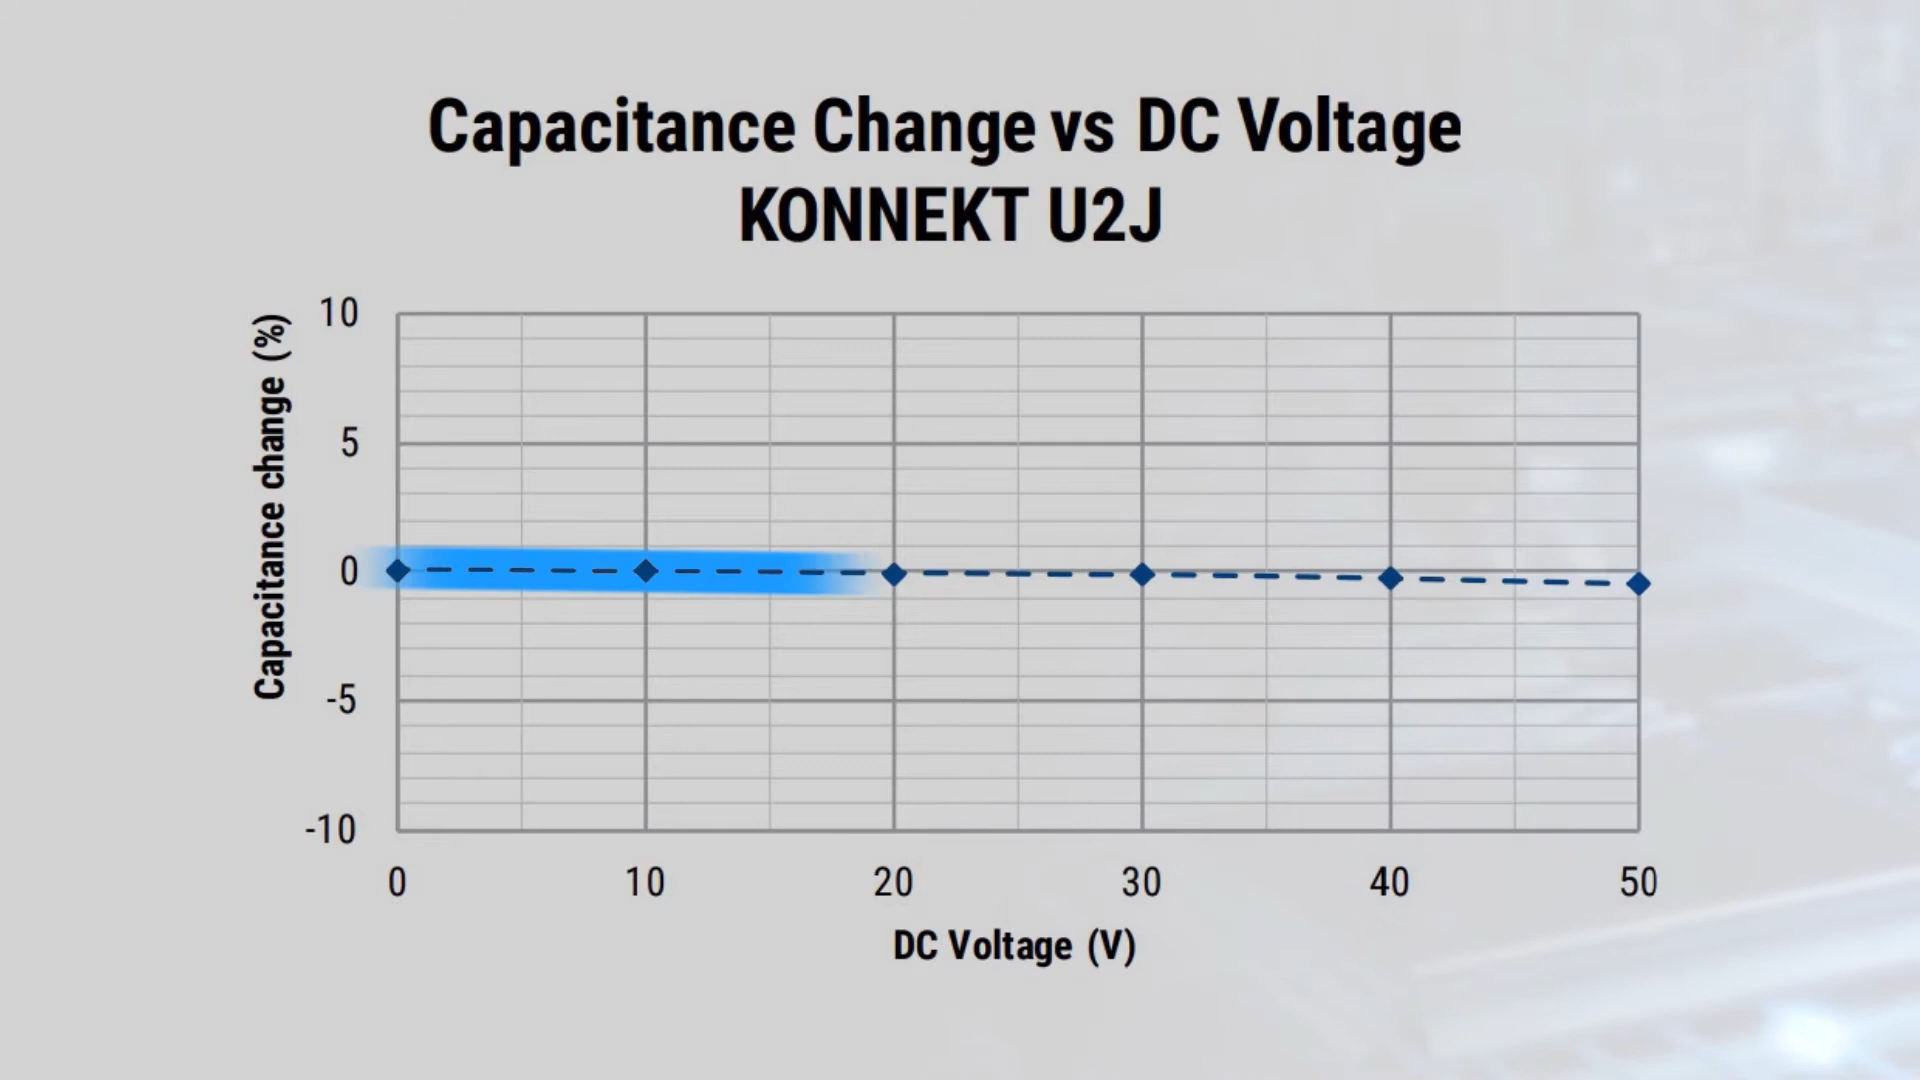 Capacitance Change vs DC Voltage
KONNEKT U2J
Capacitance change (%)
10
5
0
-5
-10
0 10 20 30 40 50
DC Voltage (V)